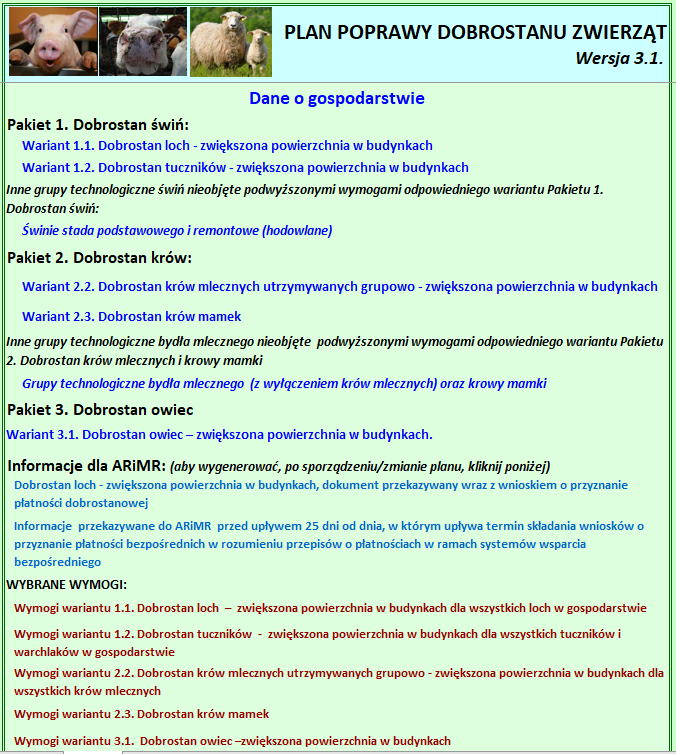 PLAN POPRAWY DOBROSTANU ZWIERZĄT
Wersja 3.1.
Dane o gospodarstwie
Pakiet 1. Dobrostan świń:
Wariant 1.1. Dobrostan loch - zwiększona powierzchnia w budynkach
Wariant 1.2. Dobrostan tuczników - zwiększona powierzchnia w budynkach
Inne grupy technologiczne świń nieobjęte podwyższonymi wymogami odpowiedniego wariantu Pakietu 1.
Dobrostan świń:
Świnie stada podstawowego i remontowe (hodowlane)
Pakiet 2. Dobrostan krów:
Wariant 2.2. Dobrostan krów mlecznych utrzymywanych grupowo - zwiększona powierzchnia w budynkach
Wariant 2.3. Dobrostan krów mamek
Inne grupy technologiczne bydła mlecznego nieobjęte podwyższonymi wymogami odpowiedniego wariantu Pakietu
2. Dobrostan krów mlecznych i krowy mamki
Grupy technologiczne bydła mlecznego (z wyłączeniem krów mlecznych) oraz krowy mamki
Pakiet 3. Dobrostan owiec
Wariant 3.1. Dobrostan owiec – zwiększona powierzchnia w budynkach.
Informacje dla ARiMR: (aby wygenerować, po sporządzeniu/zmianie planu, kliknij poniżej)
Dobrostan loch - zwiększona powierzchnia w budynkach, dokument przekazywany wraz z wnioskiem o przyznanie
płatności dobrostanowej
Informacje przekazywane do ARiMR przed upływem 25 dni od dnia, w którym upływa termin składania wniosków o
przyznanie płatności bezpośrednich w rozumieniu przepisów o płatnościach w ramach systemów wsparcia
bezpośredniego
WYBRANE WYMOGI:
Wymogi wariantu 1.1. Dobrostan loch – zwiększona powierzchnia w budynkach dla wszystkich loch w gospodarstwie
Wymogi wariantu 1.2. Dobrostan tuczników - zwiększona powierzchnia w budynkach dla wszystkich tuczników i
warchlaków w gospodarstwie
Wymogi wariantu 2.2. Dobrostan krów mlecznych utrzymywanych grupowo - zwiększona powierzchnia w budynkach dla
wszystkich krów mlecznych
Wymogi wariantu 2.3. Dobrostan krów mamek
Wymogi wariantu 3.1. Dobrostan owiec –zwiększona powierzchnia w budynkach